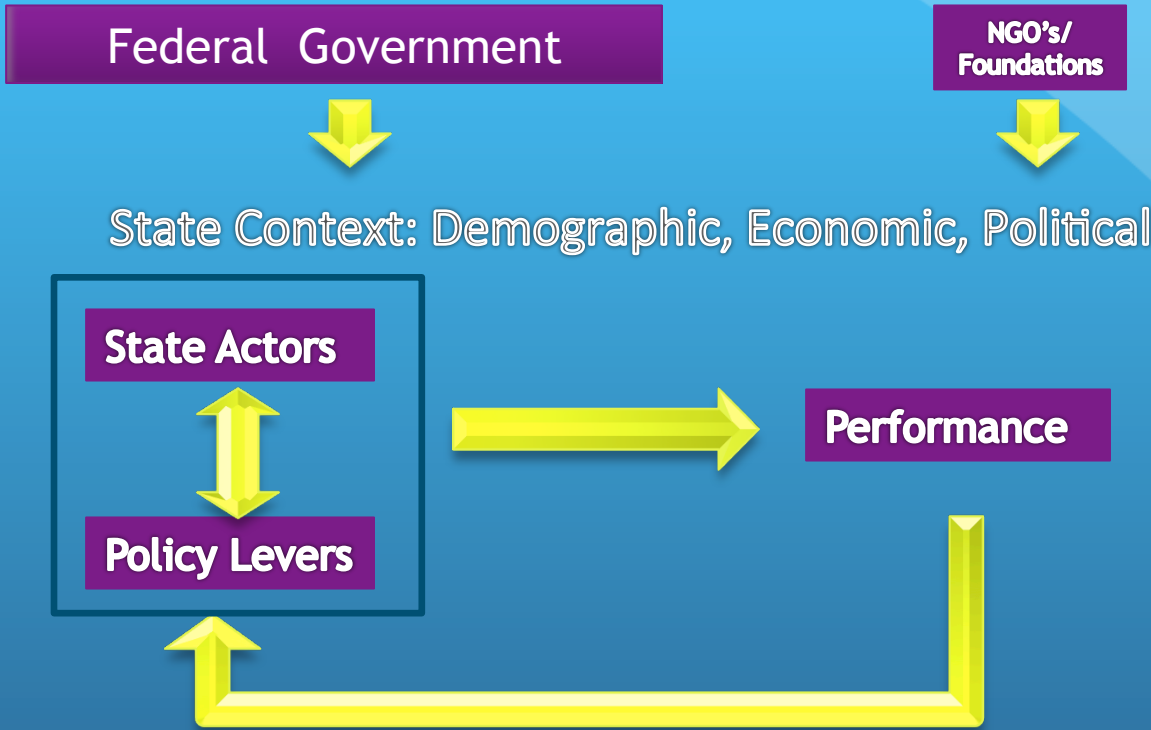 Federal Government
NGO’s/
Foundations
State Context: Demographic, Economic, Political
State Actors
Performance
Policy Levers